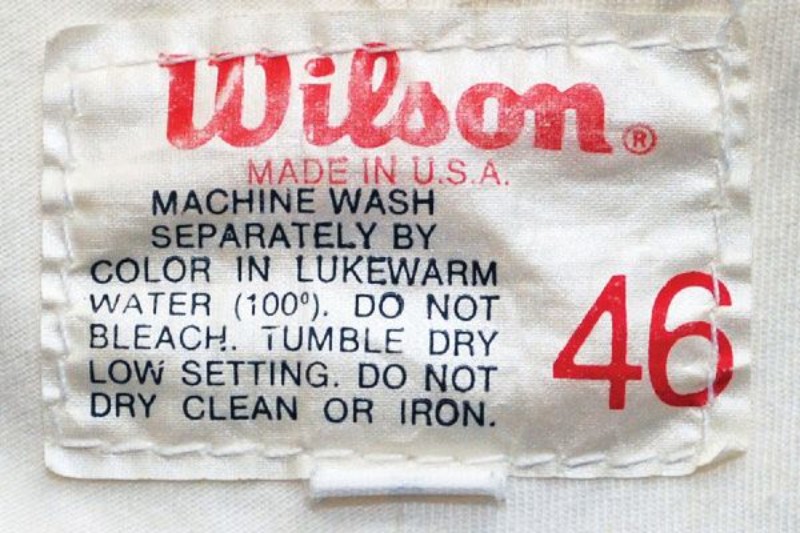 Wilson®
MADE IN U.S.A.
MACHINE WASH
SEPARATELY BY
COLOR IN LUKEWARM
WATER (100º). DO NOT
BLEACH. TUMBLE DRY
LOW SETTING. DO NOT
DRY CLEAN OR IRON.
46